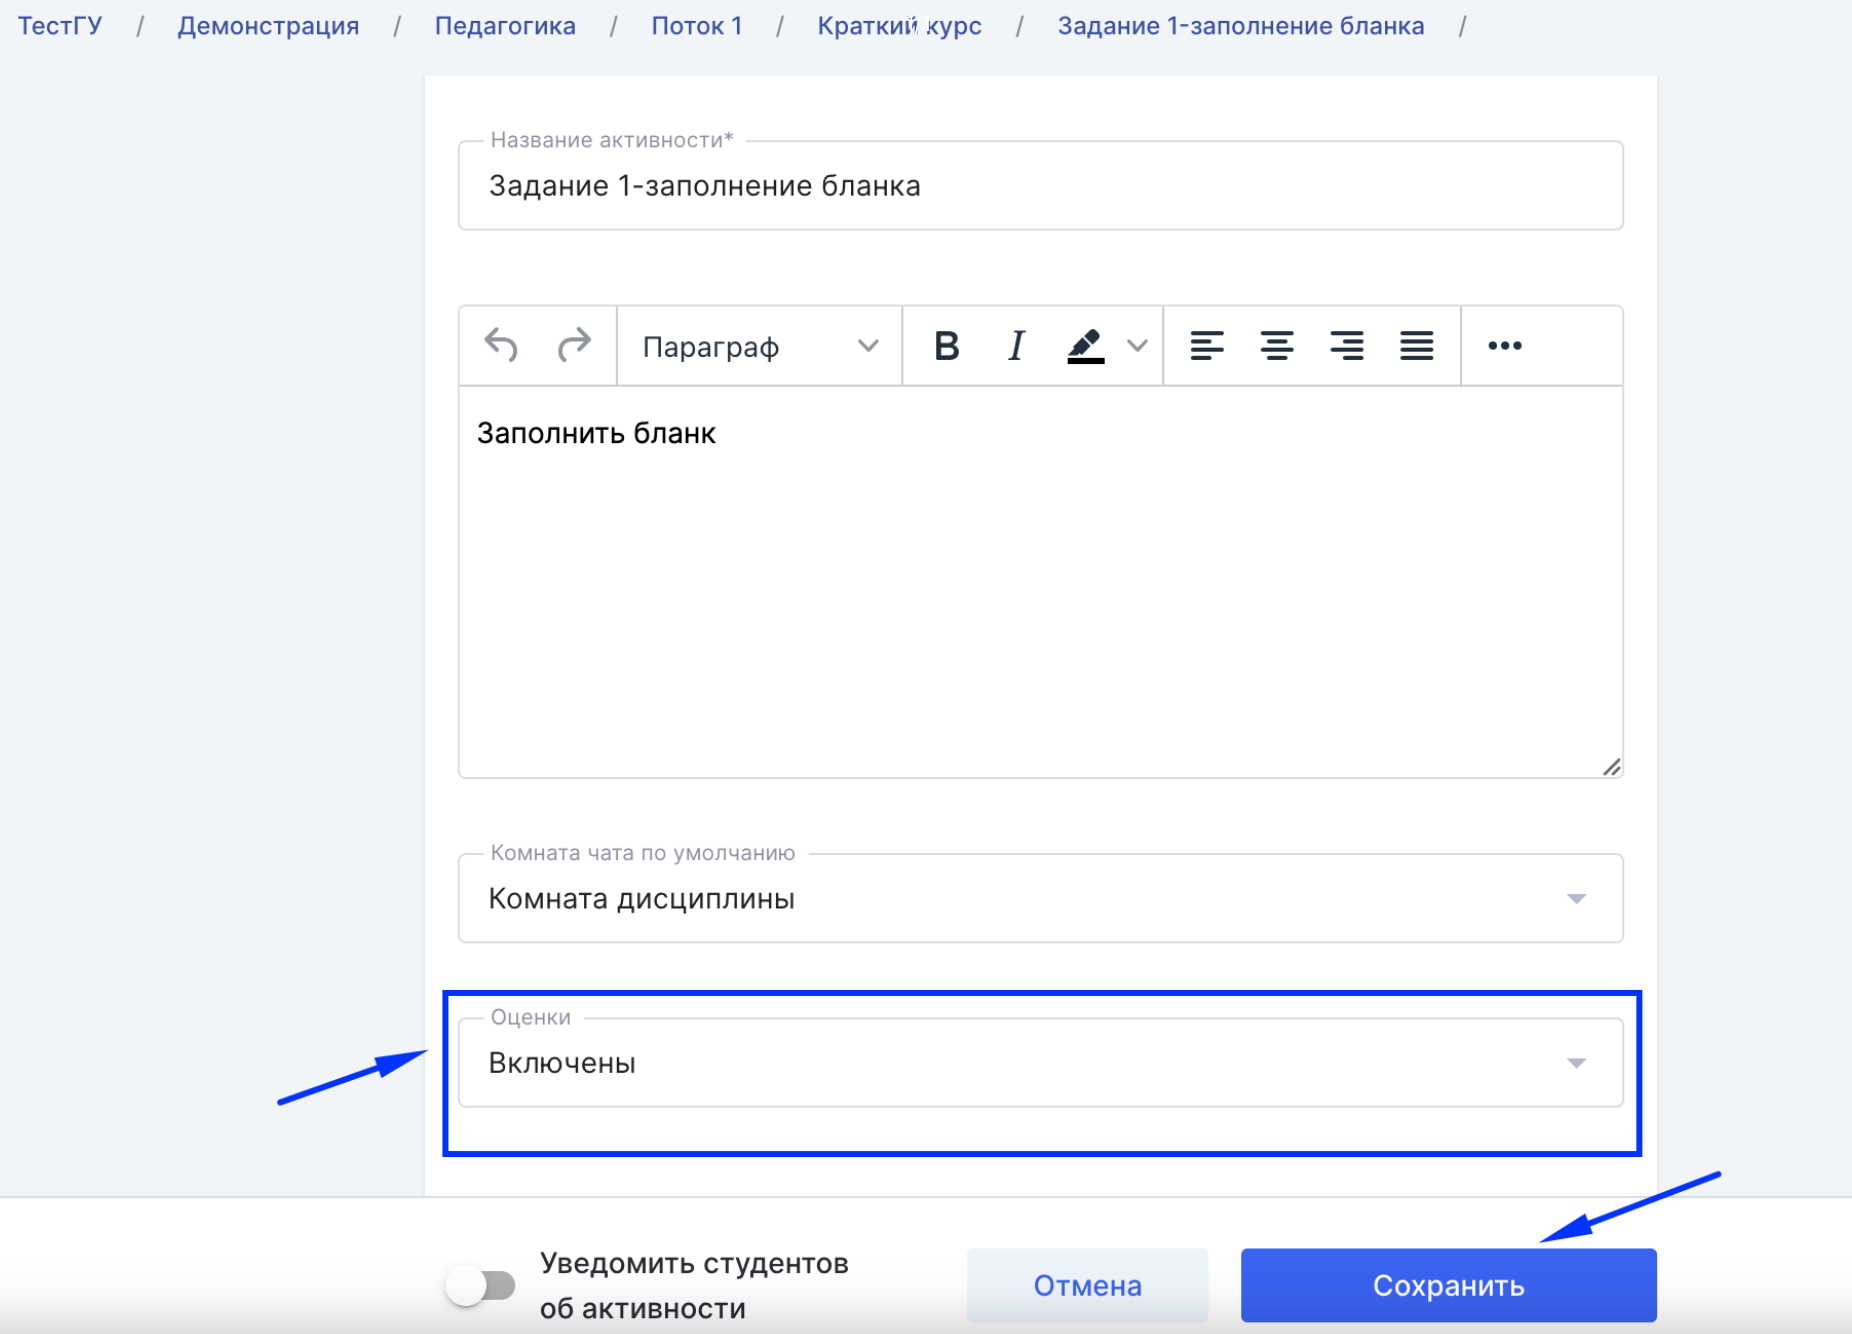 ТестГУ / Демонстрация / Педагогика / Поток 1 / Краткий курс / Задание 1-заполнение бланка /
Название активности*
Задание 1-заполнение бланка
Параграф B I
Заполнить бланк
Комната чата по умолчанию
Комната дисциплины
Оценки
Включены
Уведомить студентов
об активности
Отмена
Сохранить